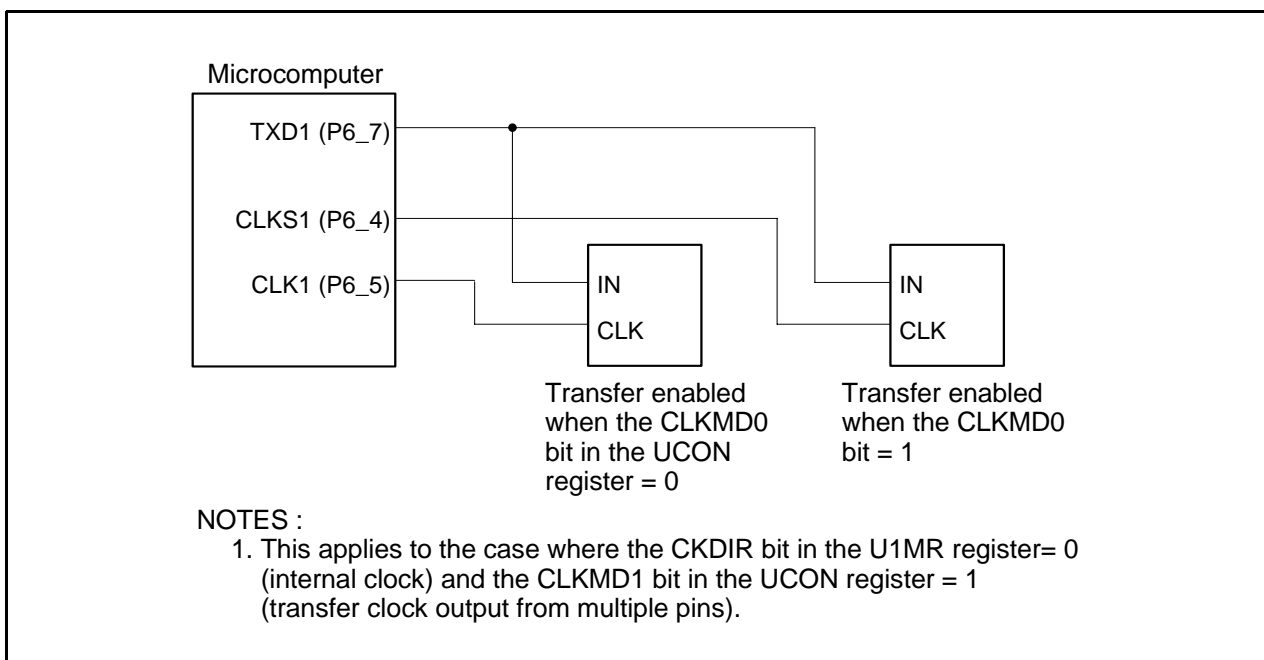 Microcomputer
TXD1 (P6_7)
CLKS1 (P6_4)
CLK1 (P6_5)
IN
CLK
IN
CLK
Transfer enabled
when the CLKMD0
bit in the UCON
register = 0
Transfer enabled
when the CLKMD0
bit = 1
NOTES :
1. This applies to the case where the CKDIR bit in the U1MR register= 0
(internal clock) and the CLKMD1 bit in the UCON register = 1
(transfer clock output from multiple pins).